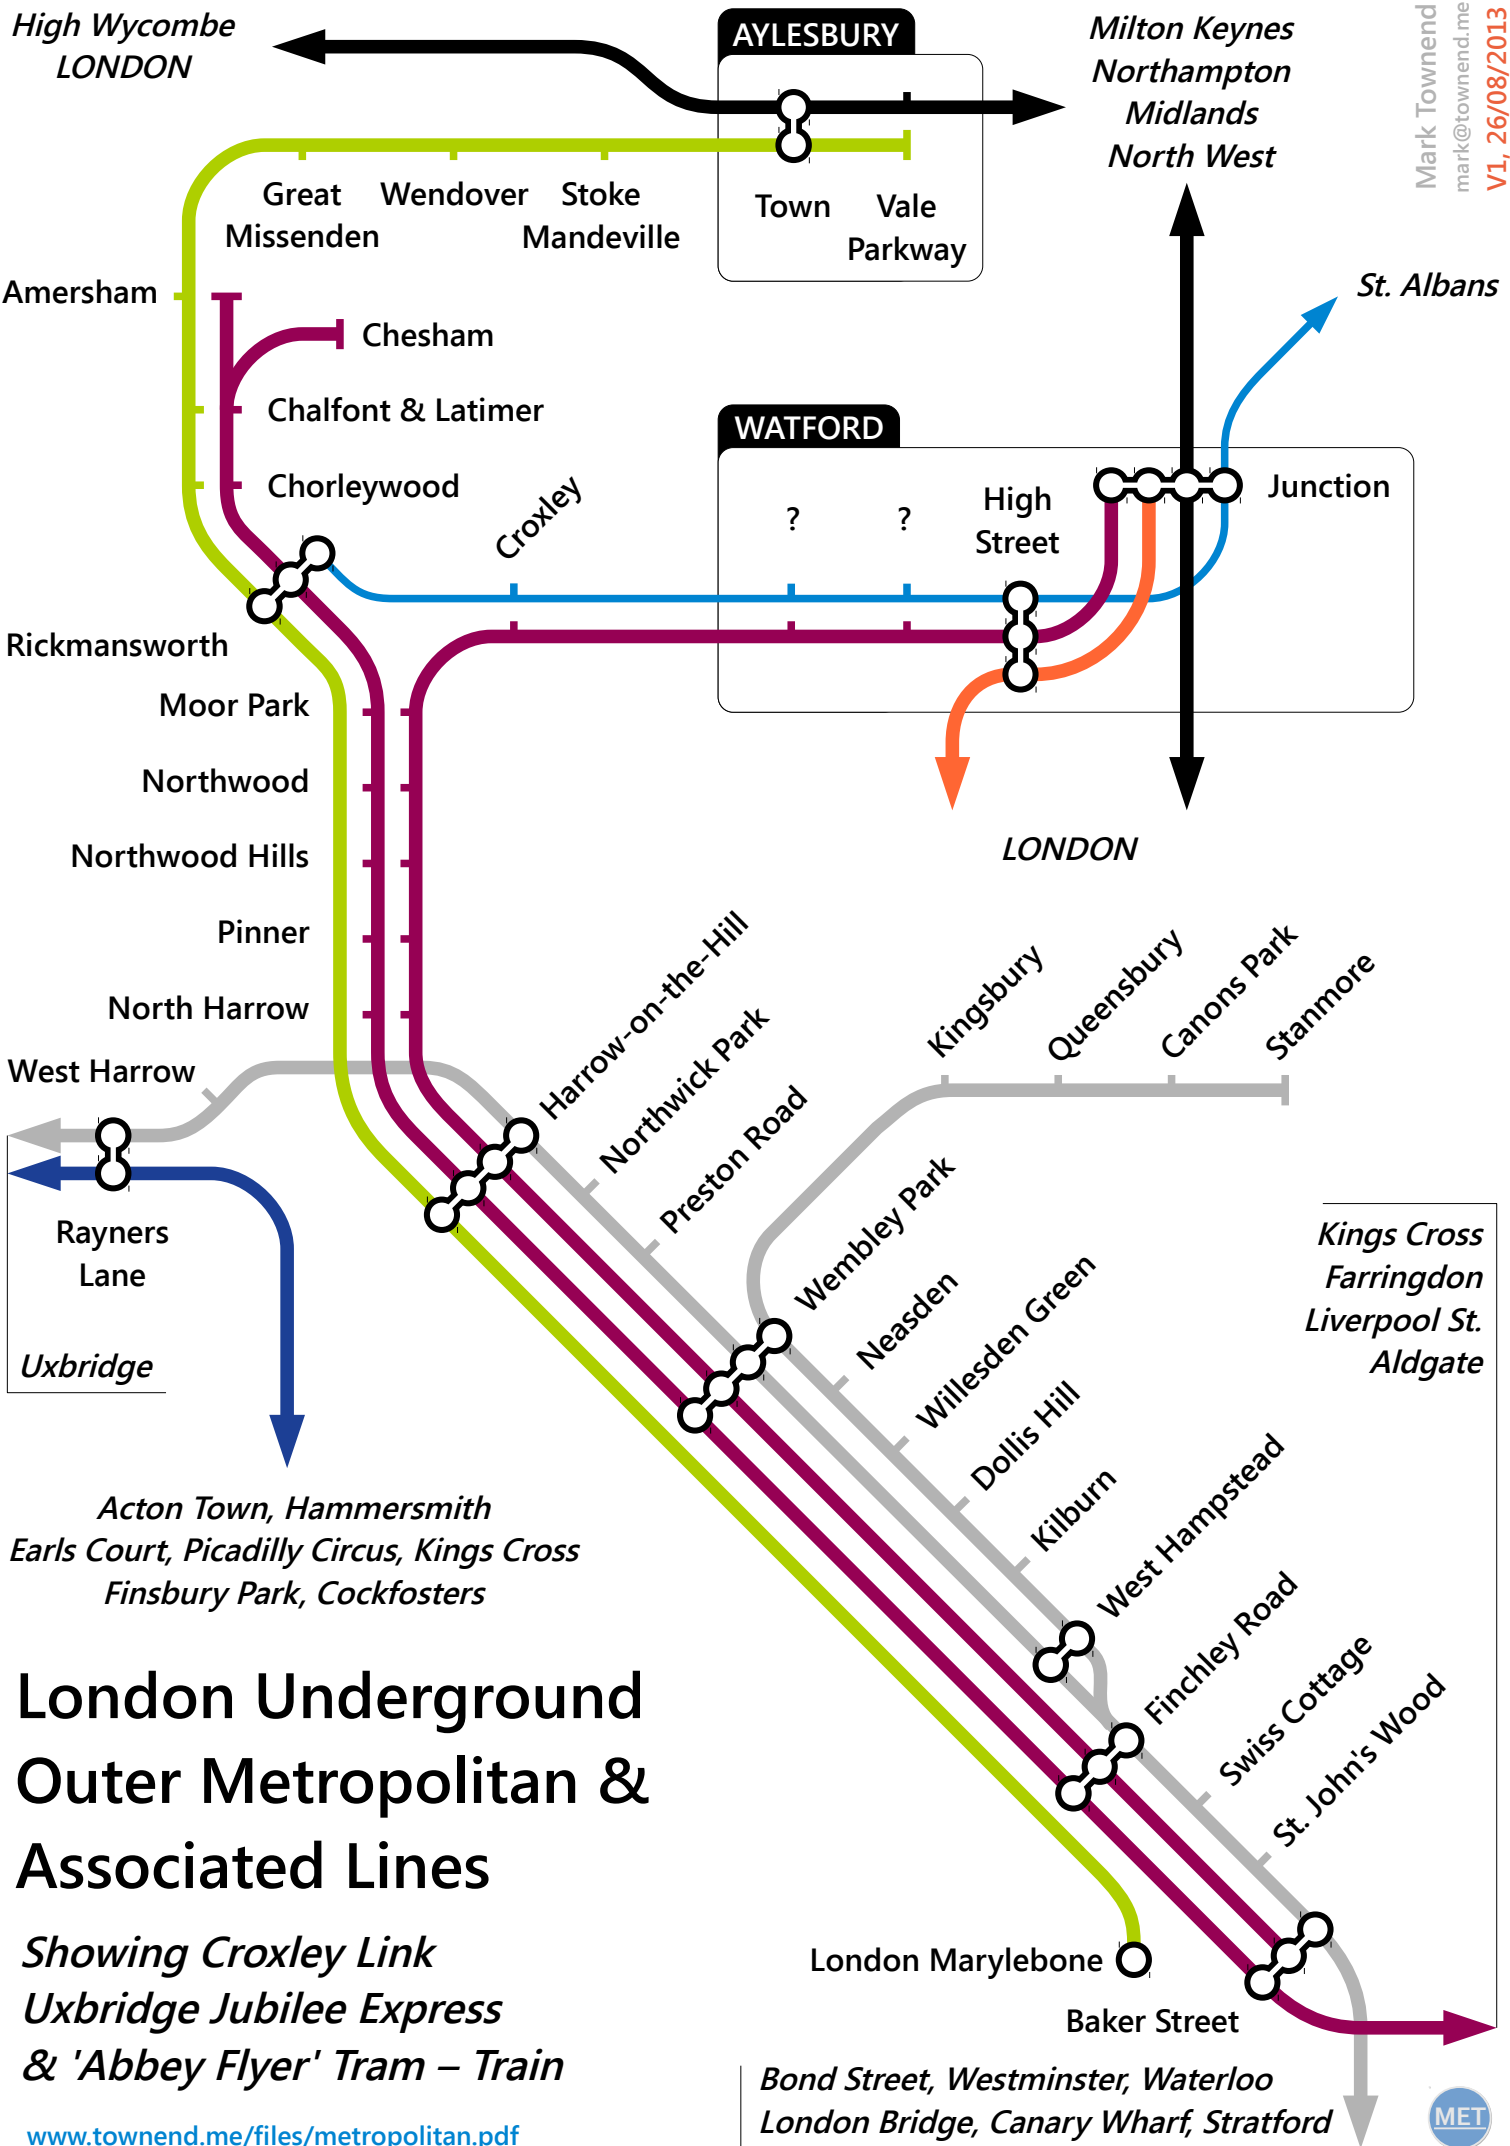 High Wycombe
LONDON
AYLESBURY
Milton Keynes
Northampton
Midlands
North West
Mark Townend
mark@townend.me
V1, 26/08/2013
Great
Missenden
Wendover
Stoke
Mandeville
Town
Vale
Parkway
Amersham
St. Albans
Chesham
Chalfont & Latimer
Chorleywood
WATFORD
Croxley
?
?
High
Street
Junction
Rickmansworth
Moor Park
Northwood
Northwood Hills
Pinner
North Harrow
LONDON
West Harrow
Harrow-on-the-Hill
Northwick Park
Preston Road
Kingsbury
Queensbury
Canons Park
Stanmore
Rayners
Lane
Uxbridge
Wembley Park
Neasden
Willesden Green
Dollis Hill
Kilburn
West Hampstead
Finchley Road
Swiss Cottage
St. John's Wood
Kings Cross
Farringdon
Liverpool St.
Aldgate
Acton Town, Hammersmith
Earls Court, Picadilly Circus, Kings Cross
Finsbury Park, Cockfosters
London Underground
Outer Metropolitan &
Associated Lines
Showing Croxley Link
Uxbridge Jubilee Express
& 'Abbey Flyer' Tram – Train
www.townend.me/files/metropolitan.pdf
London Marylebone
Baker Street
Bond Street, Westminster, Waterloo
London Bridge, Canary Wharf, Stratford
MET